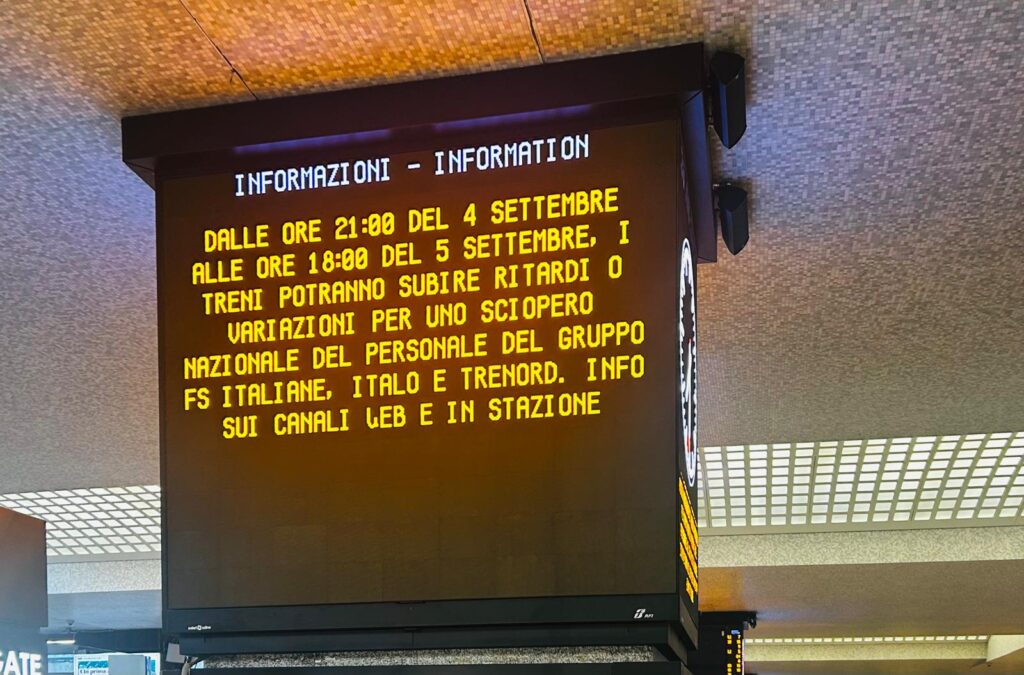 INFORMAZIONI - INFORMATION
DALLE ORE 21:00 DEL 4 SETTEMBRE
ALLE ORE 18:00 DEL 5 SETTEMBRE, I
TRENI POTRANNO SUBIRE RITARDI O
VARIAZIONI PER UNO SCIOPERO
NAZIONALE DEL PERSONALE DEL GRUPPO
FS ITALIANE, ITALO E TRENORD. INFO
SUI CANALI WEB E IN STAZIONE
GATE